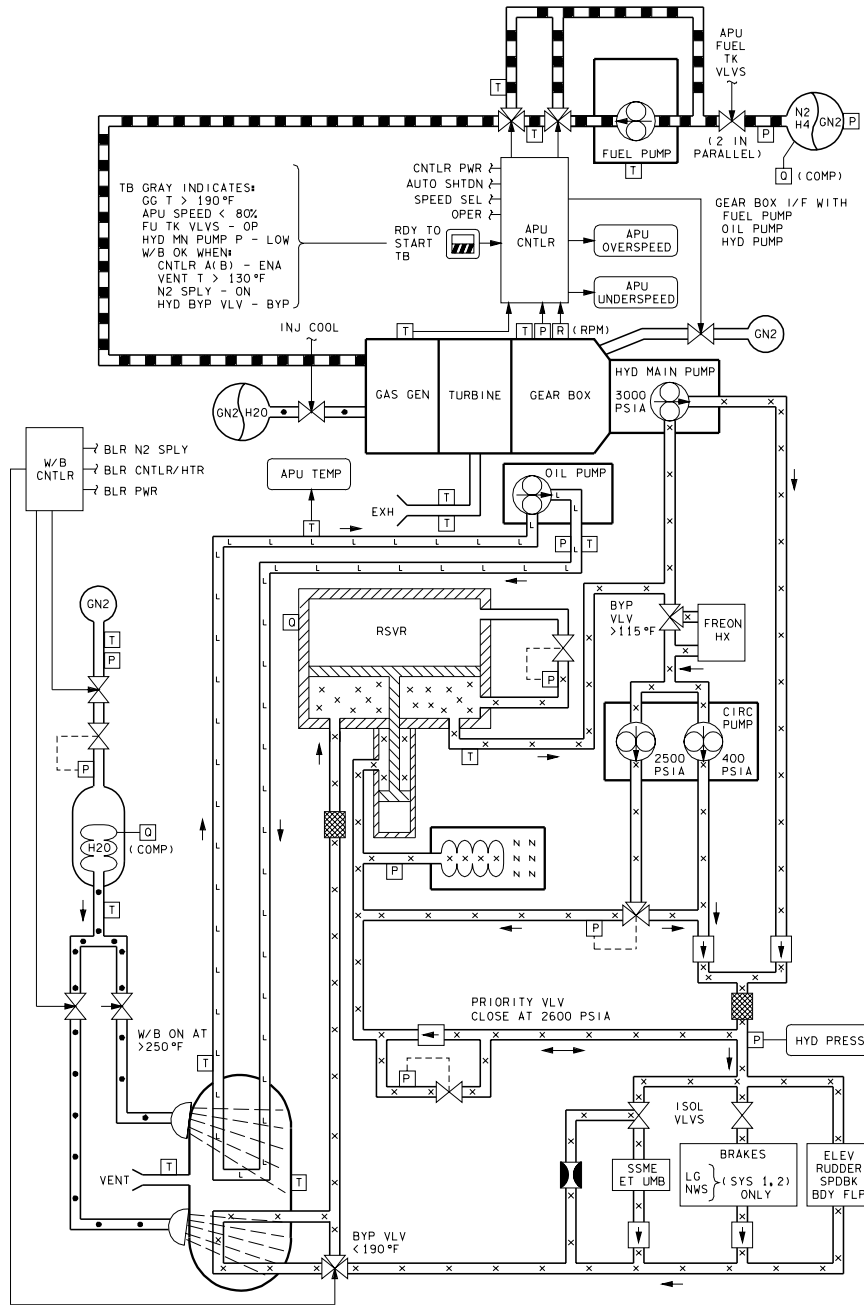 APU
FUEL
TK
VLVS
N2
H4
GN2
P
T
T
P
(2 IN
PARALLEL)
FUEL PUMP
T
Q
(COMP)
CNTLR PWR
AUTO SHTDN
SPEED SEL
OPER
APU
CNTLR
RDY TO
START
TB
GEAR BOX I/F WITH
FUEL PUMP
OIL PUMP
HYD PUMP
APU
OVERSPEED
APU
UNDERSPEED
TB GRAY INDICATES:
GG T > 190°F
APU SPEED < 80%
FU TK VLVS - OP
HYD MN PUMP P - LOW
W/B OK WHEN:
CNTLR A(B) - ENA
VENT T > 130°F
N2 SPLY - ON
HYD BYP VLV - BYP
INJ COOL
T
T
P
R
(RPM)
GN2
GN2
H2O
GAS GEN
TURBINE
GEAR BOX
HYD MAIN PUMP
3000
PSIA
W/B
CNTLR
BLR N2 SPLY
BLR CNTLR/HTR
BLR PWR
APU TEMP
T
EXH
T
T
OIL PUMP
P
T
GN2
T
P
P
Q
RSVR
P
T
BYP
VLV
>115°F
FREON
HX
CIRC
PUMP
2500
PSIA
400
PSIA
H2O
Q
(COMP)
T
P
N N N
N N N
N N N
P
W/B ON AT
>250°F
T
PRIORITY VLV
CLOSE AT 2600 PSIA
P
P
HYD PRESS
ISOL
VLVS
VENT
T
T
SSME
ET UMB
BRAKES
LG
NWS
(SYS 1,2)
ONLY
ELEV
RUDDER
SPDBK
BDY FLP
BYP VLV
<190°F